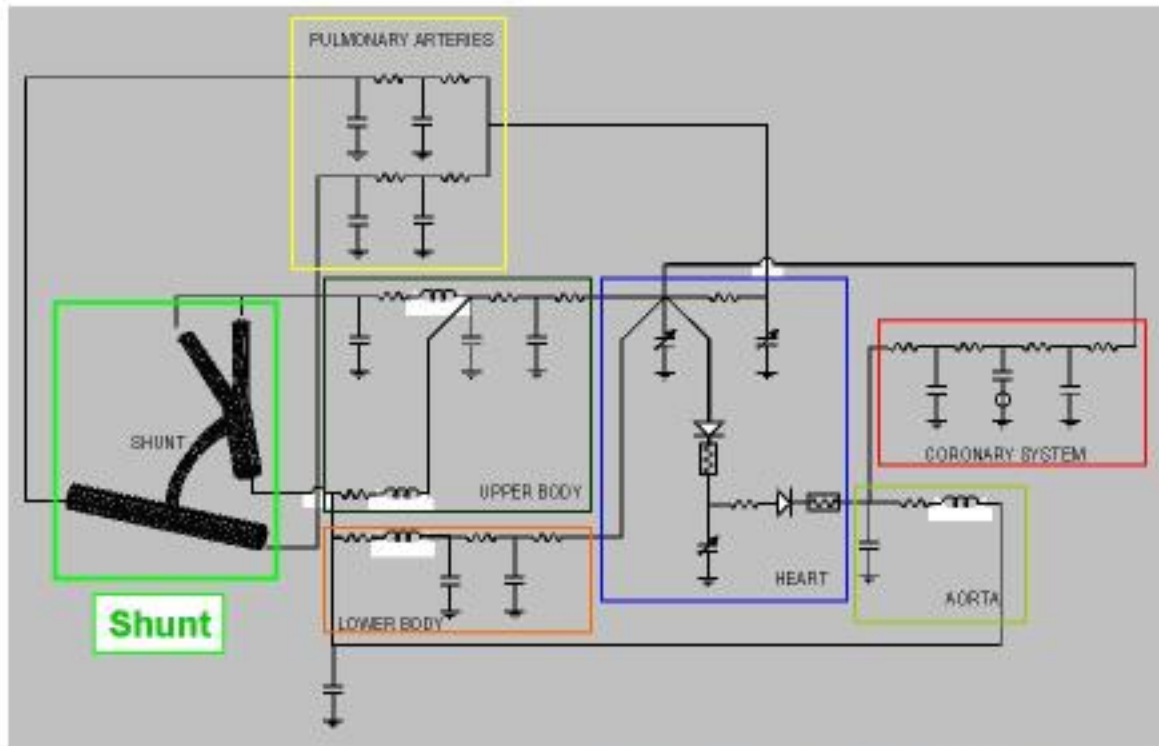 PULMONARY ARTERIES
SHUNT
UPPER BODY
CORONARY SYSTEM
HEART
AORTA
LOWER BODY
Shunt